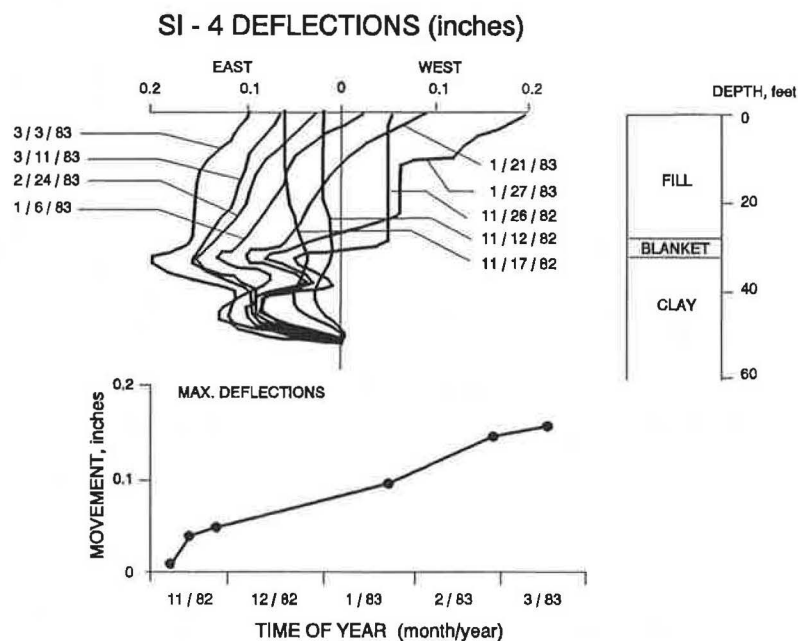 SI - 4 DEFLECTIONS (inches)
EAST WEST
0.2 0.1 0 0.1 0.2
3 / 3 / 83
3 / 11 / 83
2 / 24 / 83
1 / 6 / 83
1 / 21 / 83
1 / 27 / 83
11 / 26 / 82
11 / 12 / 82
11 / 17 / 82
DEPTH, feet
0
FILL
20
BLANKET
40
CLAY
60
MAX. DEFLECTIONS
MOVEMENT, inches
0.2
0.1
0
11 / 82 12 / 82 1 / 83 2 / 83 3 / 83
TIME OF YEAR (month/year)